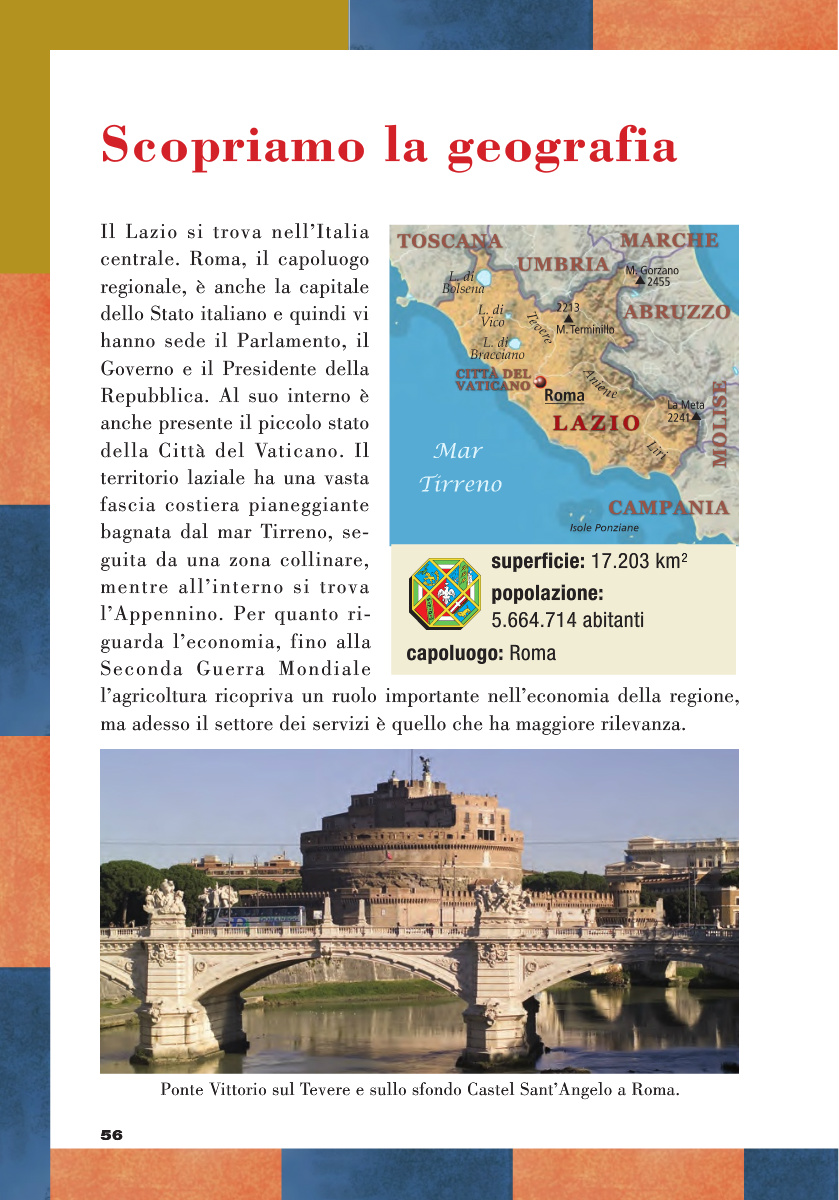 Scopriamo la geografia
Il Lazio si trova nell'Italia
centrale. Roma, il capoluogo
regionale, è anche la capitale
dello Stato italiano e quindi vi
hanno sede il Parlamento, il
Governo e il Presidente della
Repubblica. Al suo interno è
anche presente il piccolo stato
della Città del Vaticano. Il
territorio laziale ha una vasta
fascia costiera pianeggiante
bagnata dal mar Tirreno, se-
guita da una zona collinare,
mentre all'interno si trova
l'Appennino. Per quanto ri-
guarda l'economia, fino alla
Seconda Guerra Mondiale
l'agricoltura ricopriva un ruolo importante nell'economia della regione,
ma adesso il settore dei servizi è quello che ha maggiore rilevanza.
TOSCANA
UMBRIA
MARCHE
M. Gorzano
2455
L. di
Bolsena
L. di
Vico
Tevere
2213
M. Terminillo
ABRUZZO
L. di
Bracciano
CITTÀ DEL
VATICANO
Roma
Aniene
LAZIO
La Meta
2241
MOLISE
Liri
Mar
Tirreno
CAMPANIA
Isole Ponziane
superficie: 17.203 km²
popolazione:
5.664.714 abitanti
capoluogo: Roma
Ponte Vittorio sul Tevere e sullo sfondo Castel Sant'Angelo a Roma.
56